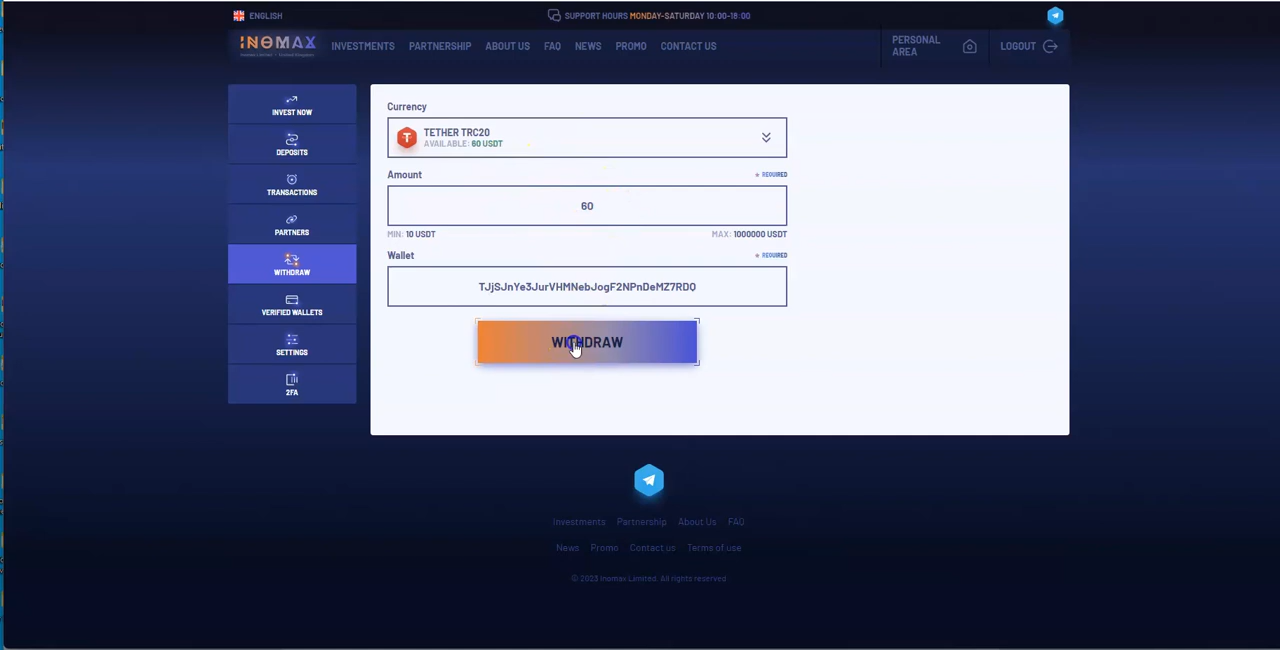 ENGLISH
SUPPORT HOURS MONDAY-SATURDAY 10:00-18:00
INOMAX
INVESTMENTS PARTNERSHIP ABOUT US FAQ NEWS PROMO CONTACT US
PERSONAL AREA
LOGOUT
INVEST NOW
DEPOSITS
TRANSACTIONS
PARTNERS
WITHDRAW
VERIFIED WALLETS
SETTINGS
2FA
Currency
TETHER TRC20
AVAILABLE: 60 USDT
Amount
REQUIRED
60
MIN: 10 USDT
MAX: 1000000 USDT
Wallet
REQUIRED
TJjSJnYe3JurVHMNebJogF2NPnDeMZ7RDQ
WITHDRAW
Investments Partnership About Us FAQ
News Promo Contact us Terms of use
© 2023 Inomax Limited. All rights reserved